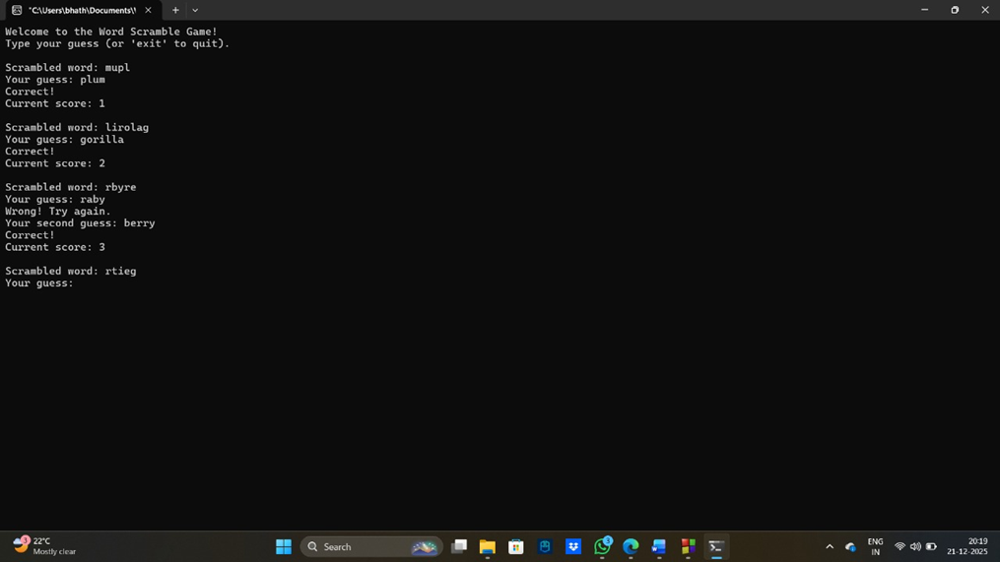 "C:\Users\bhath\Documents\\
Welcome to the Word Scramble Game!
Type your guess (or 'exit' to quit).
Scrambled word: mupl
Your guess: plum
Correct!
Current score: 1
Scrambled word: lirolag
Your guess: gorilla
Correct!
Current score: 2
Scrambled word: rbyre
Your guess: raby
Wrong! Try again.
Your second guess: berry
Correct!
Current score: 3
Scrambled word: rtieg
Your guess:
3
22°C
Mostly clear
Search
3
ENG
IN
20:19
21-12-2025